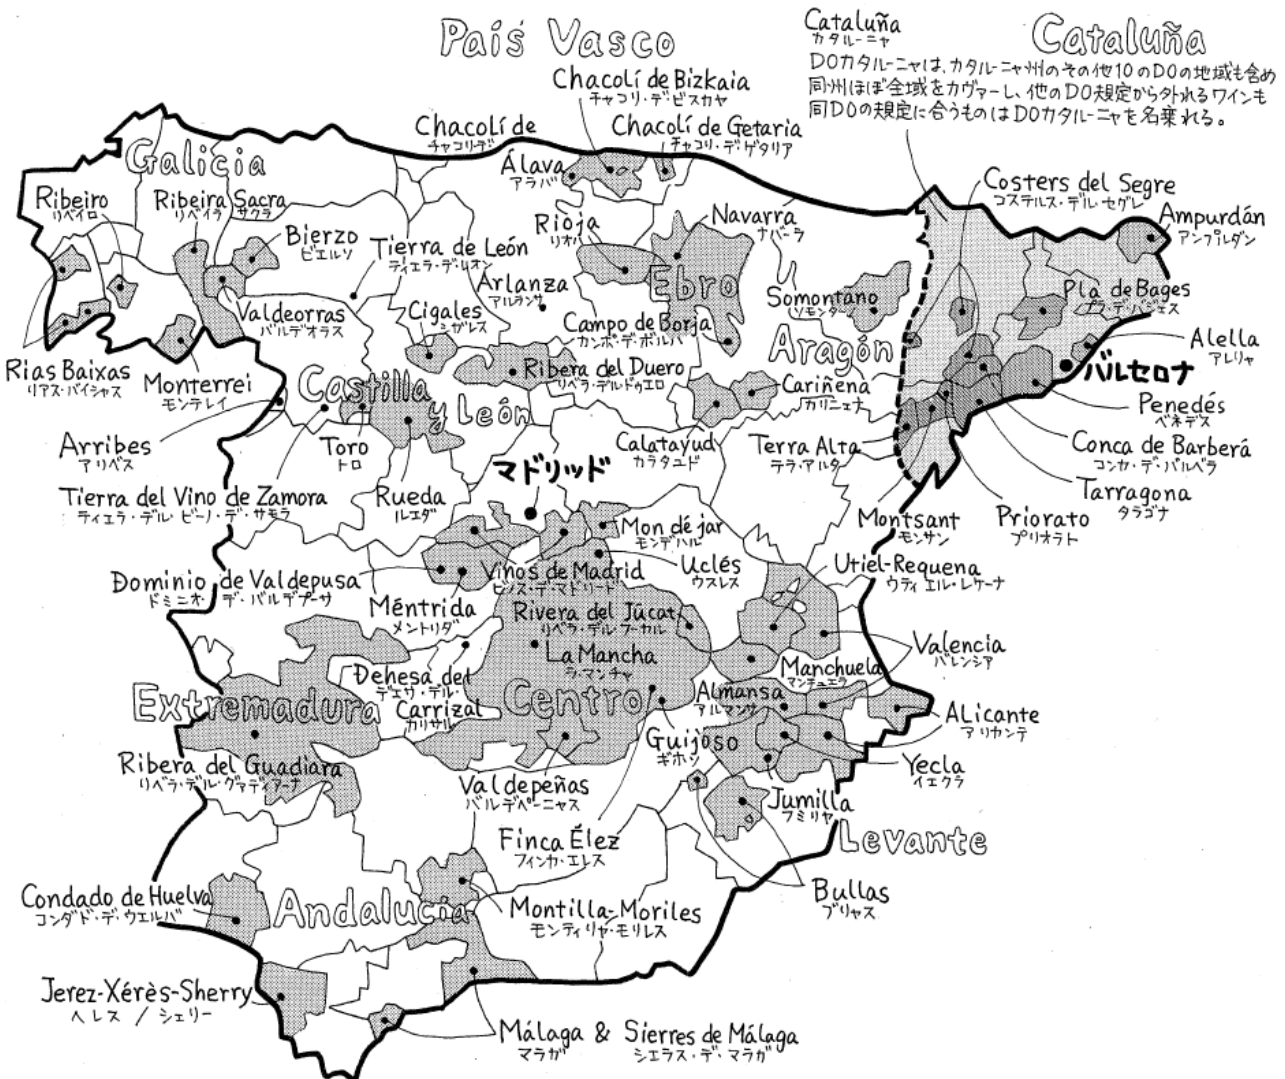 País Vasco
Cataluña
カタルーニャ
Cataluña
DOカタルーニャは、カタルーニャ州のその他10のDOの地域も含め
同州ほぼ全域をカヴァーし、他のDO規定から外れるワインも
同DOの規定に合うものはDOカタルーニャを名乗れる。
Chacolí de Bizkaia
チャコリ・デ・ビスカヤ
Chacolí de
チャコリ・デ・
Álava
アラバ
Chacolí de Getaria
チャコリ・デ・ゲタリア
Galicia
Ribeiro
リベイロ
Ribeira Sacra
リベイラ サクラ
Bierzo
ビエルソ
Tierra de León
ティエラ・デ・レオン
Rioja
リオハ
Navarra
ナバーラ
Costers del Segre
コステルス・デル・セグレ
Ampurdán
アンプルダン
Arlanza
アルランサ
Ebro
Somontano
ソモンターノ
Pla de Bages
プラ・デ・バジェス
Valdeorras
バルデオラス
Cigales
シガレス
Campo de Borja
カンポ・デ・ボルハ
Aragón
Alella
アレリャ
バルセロナ
Rias Baixas
リアス・バイシャス
Monterrei
モンテレイ
Castilla
y León
Ribera del Duero
リベラ・デル・ドゥエロ
Cariñena
カリニェナ
Penedés
ペネデス
Arribes
アリベス
Toro
トロ
Calatayud
カラタユド
Terra Alta
テラ・アルタ
Conca de Barberá
コンカ・デ・バルベラ
マドリッド
Tierra del Vino de Zamora
ティエラ・デル・ビーノ・デ・サモラ
Rueda
ルエダ
Tarragona
タラゴナ
Montsant
モンサン
Priorato
プリオラト
Mon dé jar
モンデハル
Dominio de Valdepusa
ドミニオ・デ・バルデプーサ
Vinos de Madrid
ビノス・デ・マドリード
Uclés
ウクレス
Utiel-Requena
ウティエル・レケーナ
Méntrida
メントリダ
Rivera del Júcat
リベラ・デル・フーカル
La Mancha
ラ・マンチャ
Valencia
バレンシア
Manchuela
マンチュエラ
Dehesa del
デエサ・デル・
Carrizal
カリサル
Extremadura
Centro
Almansa
アルマンサ
Alicante
アリカンテ
Guijoso
ギホソ
Yecla
イエクラ
Ribera del Guadiara
リベラ・デル・グアディアーナ
Valdepeñas
バルデペーニャス
Jumilla
フミリヤ
Finca Élez
フィンカ・エレス
Levante
Condado de Huelva
コンダド・デ・ウエルバ
Andalucia
Bullas
ブリャス
Montilla-Moriles
モンティリャ・モリレス
Jerez-Xérès-Sherry
ヘレス / シェリー
Málaga & Sierres de Málaga
マラガ シエラス・デ・マラガ